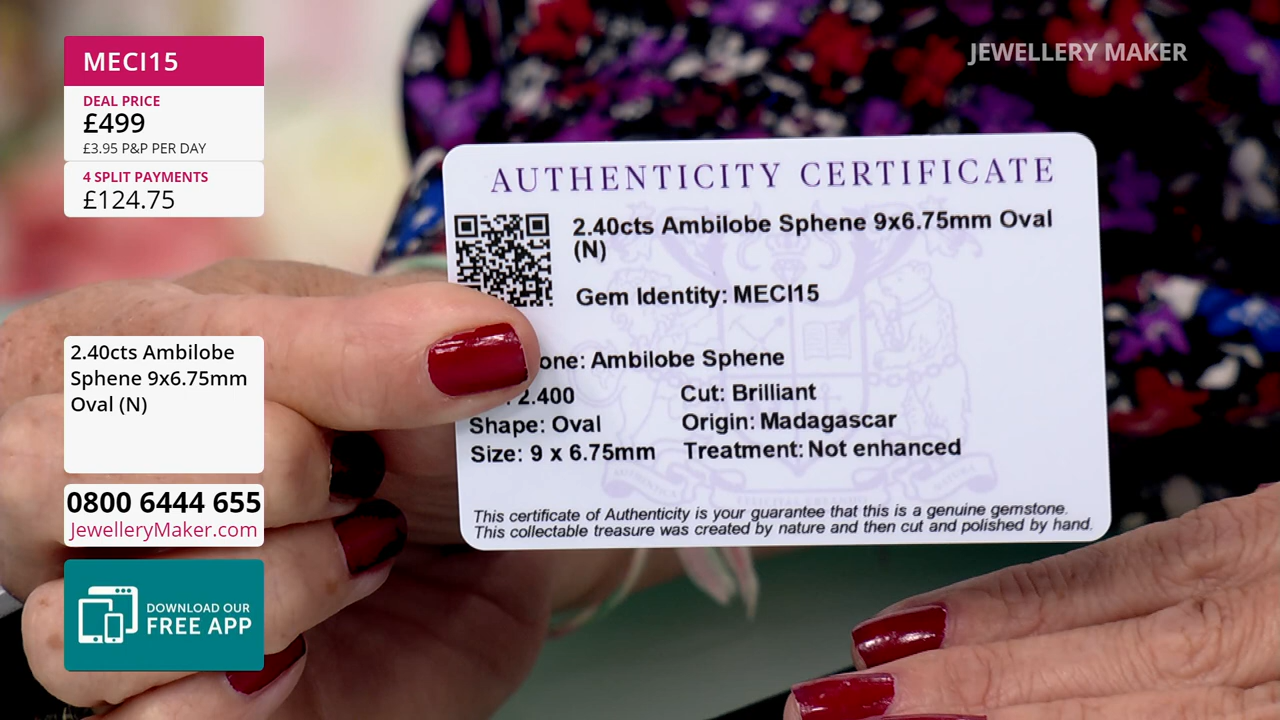 MECI15
DEAL PRICE
£499
£3.95 P&P PER DAY
4 SPLIT PAYMENTS
£124.75
2.40cts Ambilobe
Sphene 9x6.75mm
Oval (N)
0800 6444 655
JewelleryMaker.com
DOWNLOAD OUR
FREE APP
JEWELLERY MAKER
AUTHENTICITY CERTIFICATE
2.40cts Ambilobe Sphene 9x6.75mm Oval
(N)
Gem Identity: MECI15
one: Ambilobe Sphene
2.400 Cut: Brilliant
Shape: Oval Origin: Madagascar
Size: 9 x 6.75mm Treatment: Not enhanced
This certificate of Authenticity is your guarantee that this is a genuine gemstone.
This collectable treasure was created by nature and then cut and polished by hand.